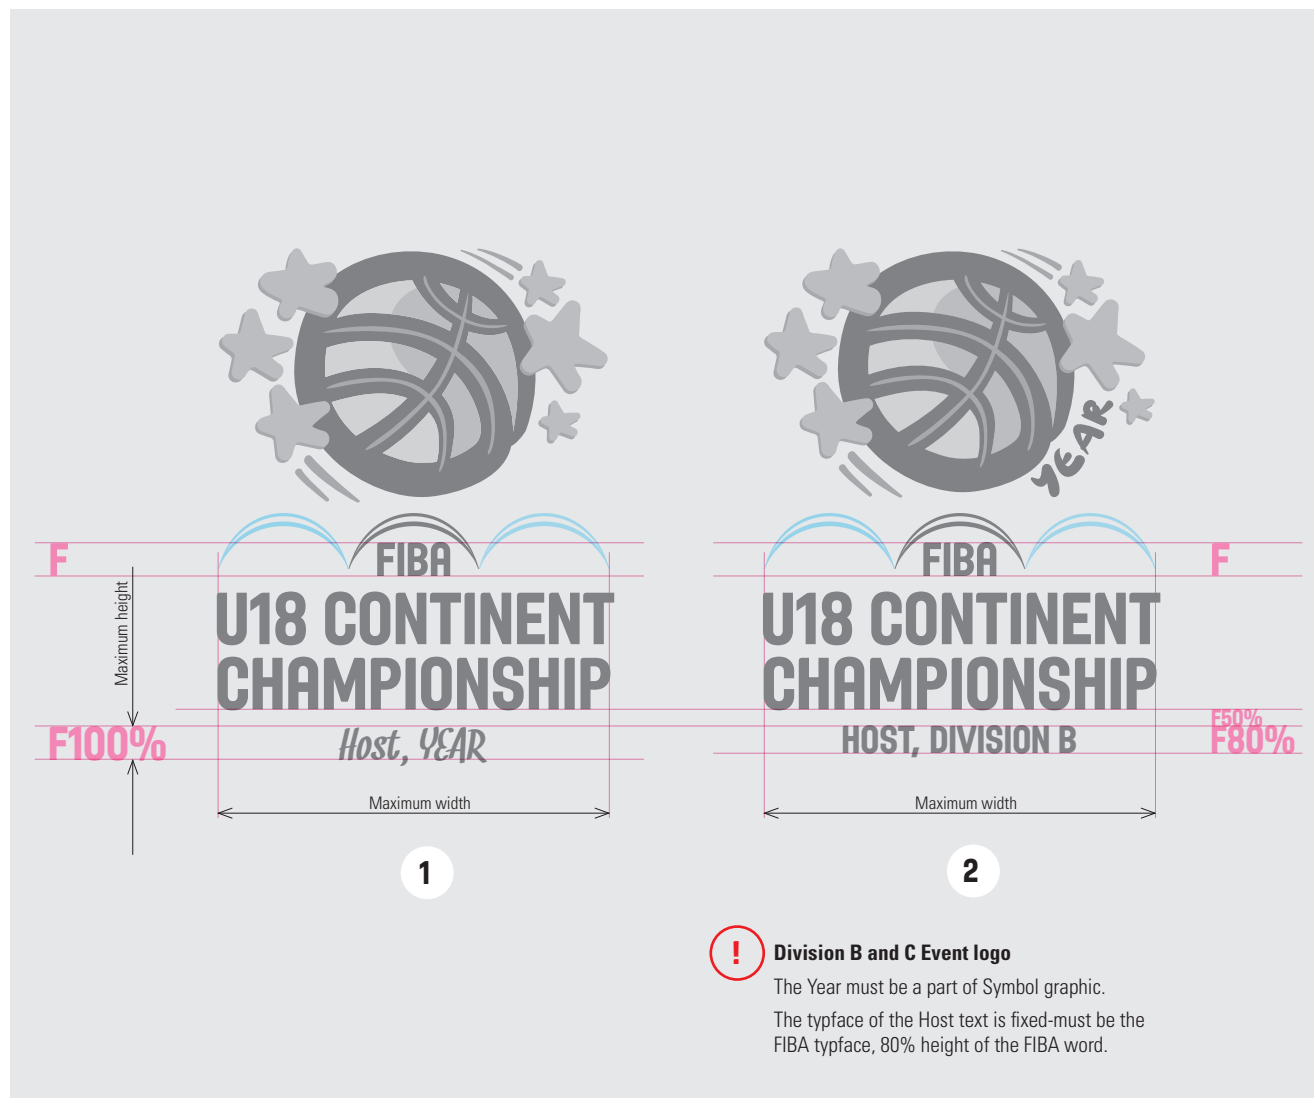 YEAR
F
FIBA
FIBA
F
Maximum height
U18 CONTINENT
CHAMPIONSHIP
U18 CONTINENT
CHAMPIONSHIP
F50%
F100%
Host, YEAR
HOST, DIVISION B
F80%
Maximum width
Maximum width
1
2
!
Division B and C Event logo
The Year must be a part of Symbol graphic.
The typface of the Host text is fixed-must be the
FIBA typface, 80% height of the FIBA word.